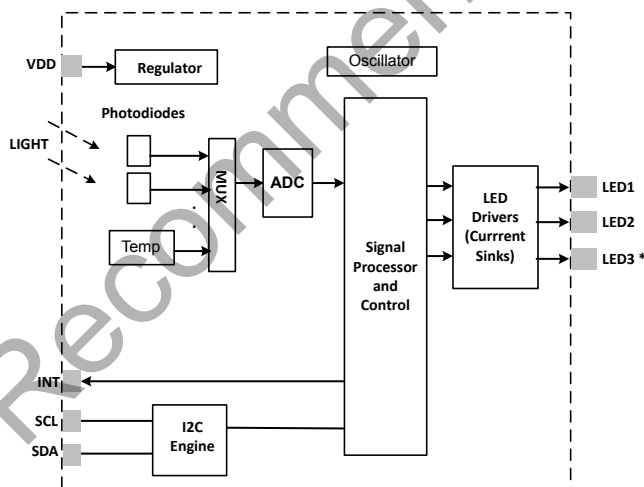 VDD
Regulator
Oscillator
Photodiodes
LIGHT
MUX
ADC
. . .
Temp
Signal
Processor
and
Control
LED
Drivers
(Currrent
Sinks)
LED1
LED2
LED3 *
INT
SCL
SDA
I2C
Engine